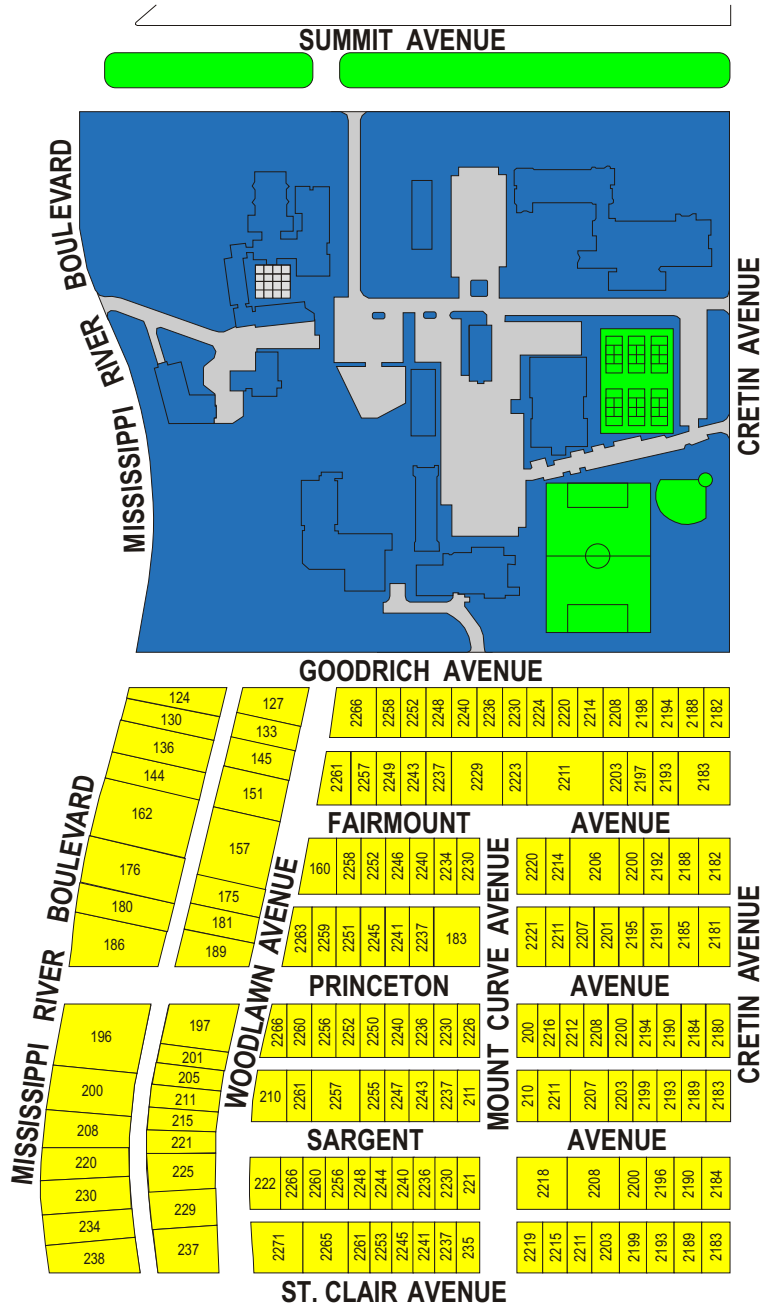 SUMMIT AVENUE
MISSISSIPPI RIVER BOULEVARD
CRETIN AVENUE
GOODRICH AVENUE
124
130
136
144
162
176
180
186
127
133
145
151
157
175
181
189
2266 2258 2252 2248 2240 2236 2230 2224 2220 2214 2208 2198 2194 2188 2182
2261 2257 2249 2243 2237 2229 2223 2211 2203 2197 2193 2183
FAIRMOUNT AVENUE
160 2258 2252 2246 2240 2234 2230
2220 2214 2206 2200 2192 2188 2182
2263 2259 2251 2245 2241 2237 183
2221 2211 2207 2201 2195 2191 2185 2181
MISSISSIPPI RIVER BOULEVARD
WOODLAWN AVENUE
MOUNT CURVE AVENUE
CRETIN AVENUE
PRINCETON AVENUE
196
200
208
220
230
234
238
197
201
205
211
215
221
225
229
237
2266 2260 2256 2252 2250 2240 2236 2230 2226
200 2216 2212 2208 2200 2194 2190 2184 2180
210 2261 2257 2255 2247 2243 2237 211
210 2211 2207 2203 2199 2193 2189 2183
SARGENT AVENUE
222 2266 2260 2256 2248 2244 2240 2236 2230 221
2218 2208 2200 2196 2190 2184
2271 2265 2261 2253 2245 2241 2237 235
2219 2215 2211 2203 2199 2193 2189 2183
ST. CLAIR AVENUE